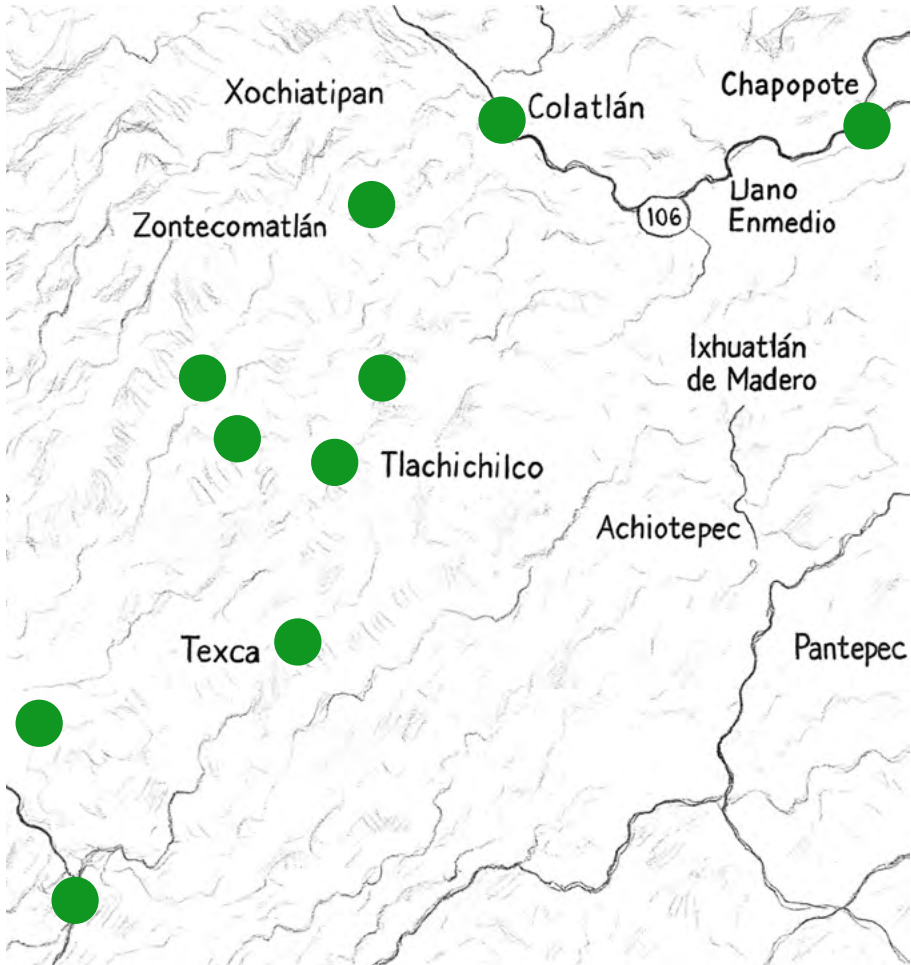 Xochiatipan
Colatlán
Chapopote
Zontecomatlán
106
Llano
Enmedio
Ixhuatlán
de Madero
Tlachichilco
Achiotepec
Texca
Pantepec